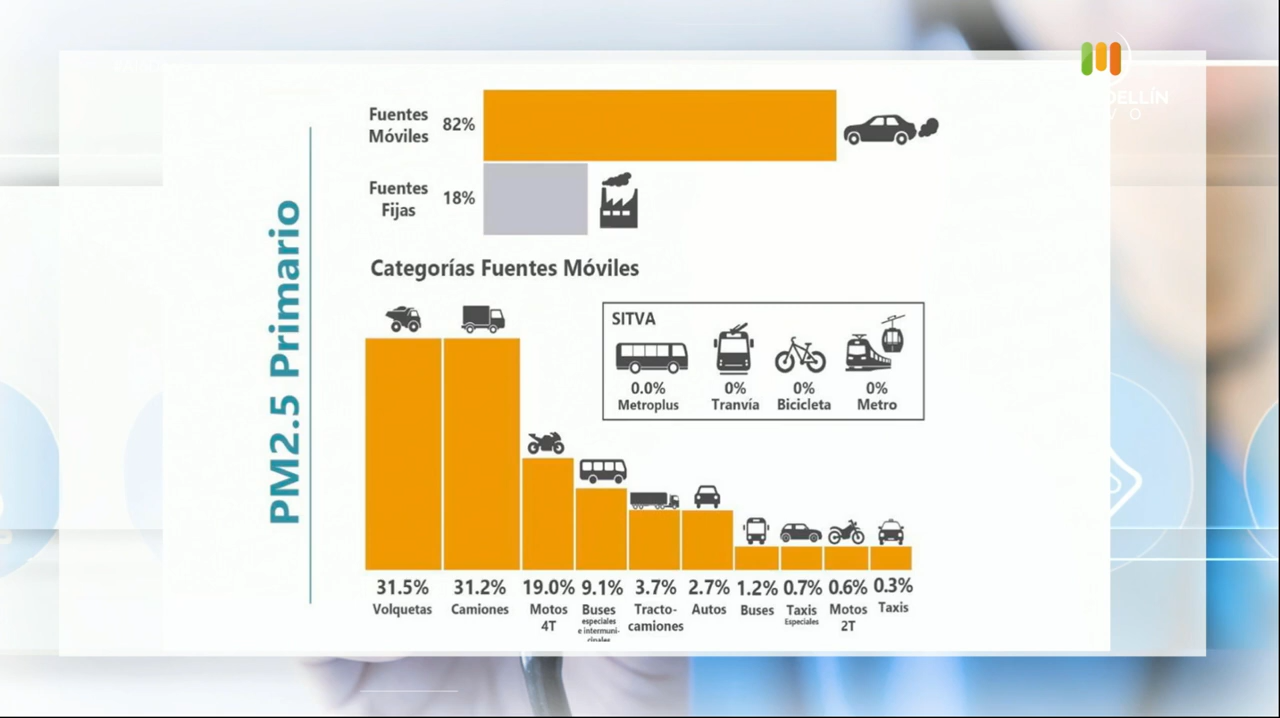 PM2.5 Primario
Fuentes
Móviles
82%
Fuentes
Fijas
18%
Categorías Fuentes Móviles
SITVA
0.0%
Metroplus
0%
Tranvía
0%
Bicicleta
0%
Metro
31.5%
Volquetas
31.2%
Camiones
19.0%
Motos
4T
9.1%
Buses
especiales
e intermuni-
cipales
3.7%
Tracto-
camiones
2.7%
Autos
1.2%
Buses
0.7%
Taxis
Especiales
0.6%
Motos
2T
0.3%
Taxis